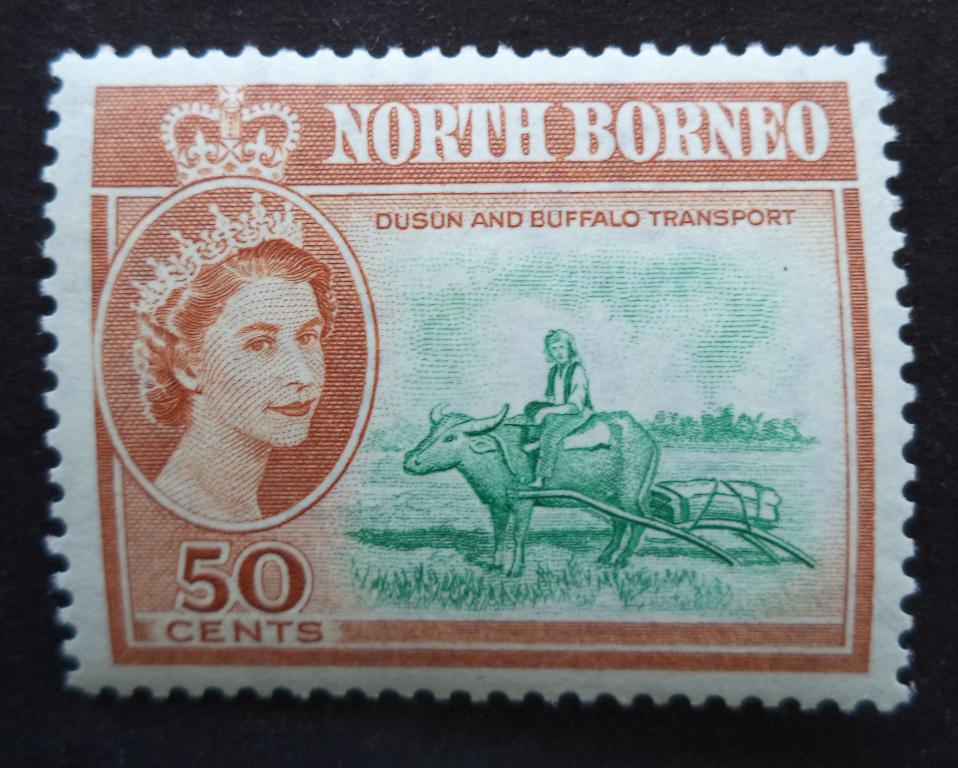 NORTH BORNEO
DUSUN AND BUFFALO TRANSPORT
50
CENTS